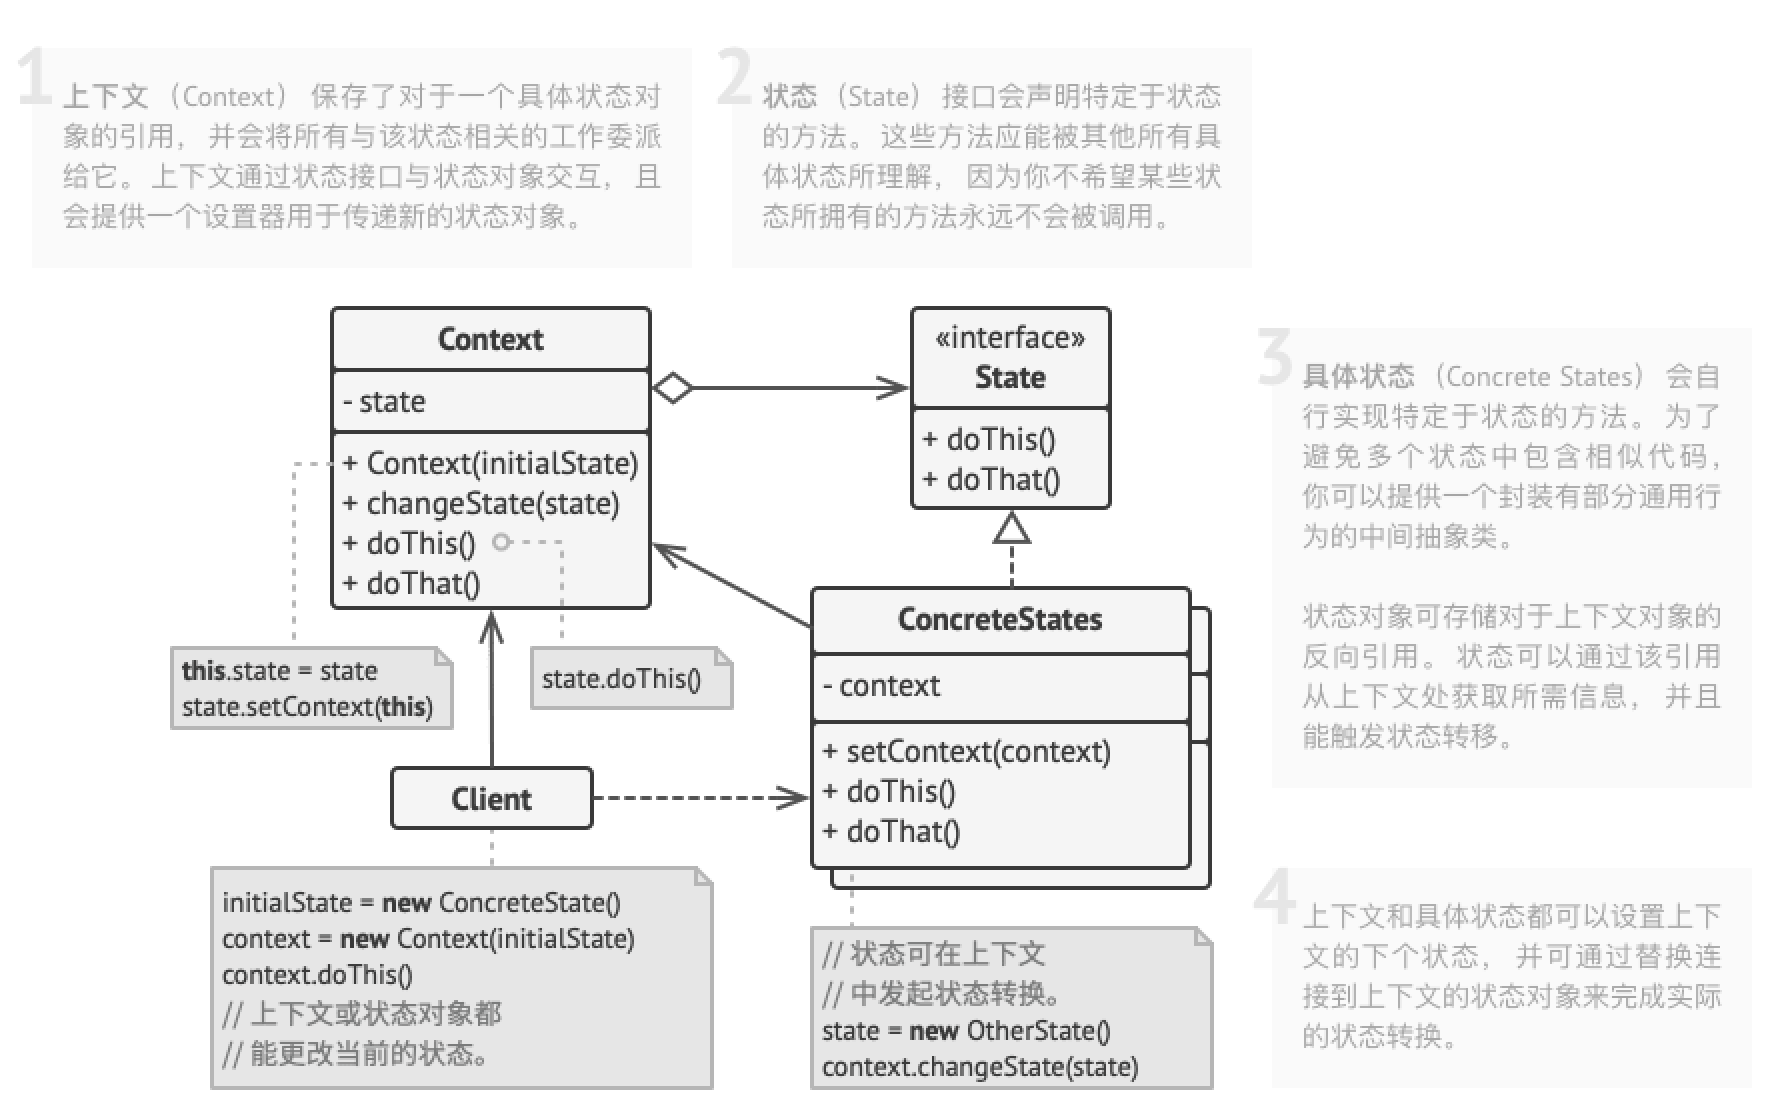 1
上下文 （Context） 保存了对于一个具体状态对
象的引用， 并会将所有与该状态相关的工作委派
给它。 上下文通过状态接口与状态对象交互， 且
会提供一个设置器用于传递新的状态对象。
2
状态 （State） 接口会声明特定于状态
的方法。 这些方法应能被其他所有具
体状态所理解， 因为你不希望某些状
态所拥有的方法永远不会被调用。
Context
- state
+ Context(initialState)
+ changeState(state)
+ doThis()
+ doThat()
«interface»
State
+ doThis()
+ doThat()
3
具体状态 （Concrete States） 会自
行实现特定于状态的方法。 为了
避免多个状态中包含相似代码，
你可以提供一个封装有部分通用行
为的中间抽象类。
状态对象可存储对于上下文对象的
反向引用。 状态可以通过该引用
从上下文处获取所需信息， 并且
能触发状态转移。
this.state = state
state.setContext(this)
state.doThis()
ConcreteStates
- context
+ setContext(context)
+ doThis()
+ doThat()
Client
initialState = new ConcreteState()
context = new Context(initialState)
context.doThis()
// 上下文或状态对象都
// 能更改当前的状态。
// 状态可在上下文
// 中发起状态转换。
state = new OtherState()
context.changeState(state)
4
上下文和具体状态都可以设置上下
文的下个状态， 并可通过替换连
接到上下文的状态对象来完成实际
的状态转换。